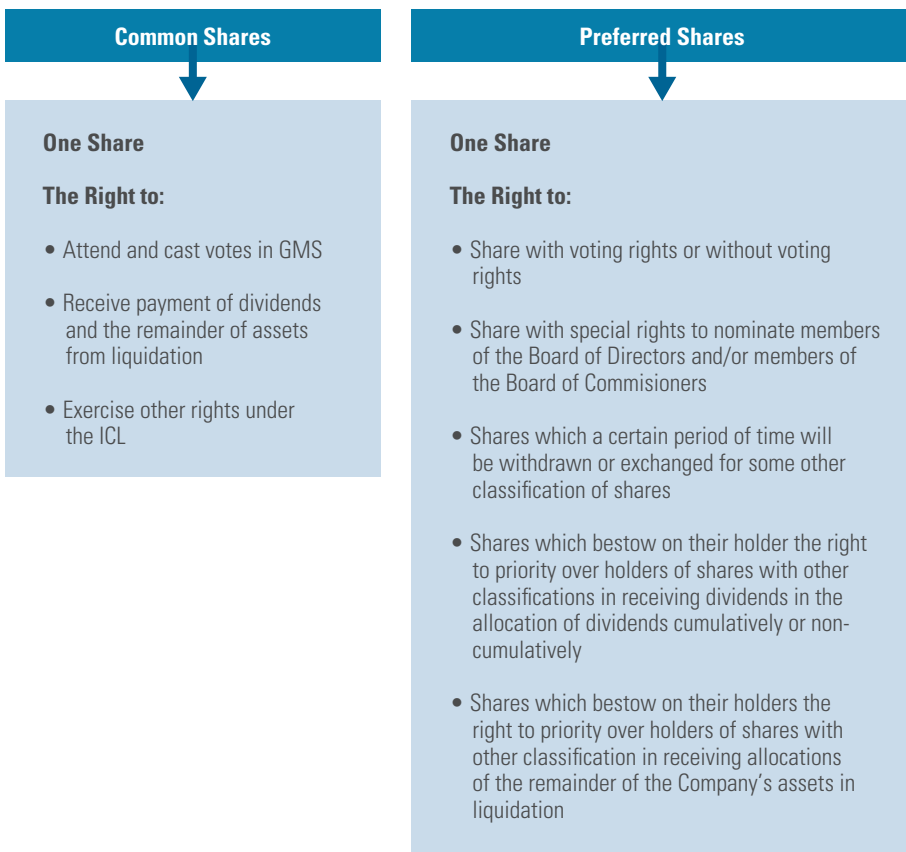 Common Shares
One Share
The Right to:
• Attend and cast votes in GMS
• Receive payment of dividends
and the remainder of assets
from liquidation
• Exercise other rights under
the ICL
Preferred Shares
One Share
The Right to:
• Share with voting rights or without voting
rights
• Share with special rights to nominate members
of the Board of Directors and/or members of
the Board of Commisioners
• Shares which a certain period of time will
be withdrawn or exchanged for some other
classification of shares
• Shares which bestow on their holder the right
to priority over holders of shares with other
classifications in receiving dividends in the
allocation of dividends cumulatively or non-
cumulatively
• Shares which bestow on their holders the
right to priority over holders of shares with
other classification in receiving allocations
of the remainder of the Company's assets in
liquidation